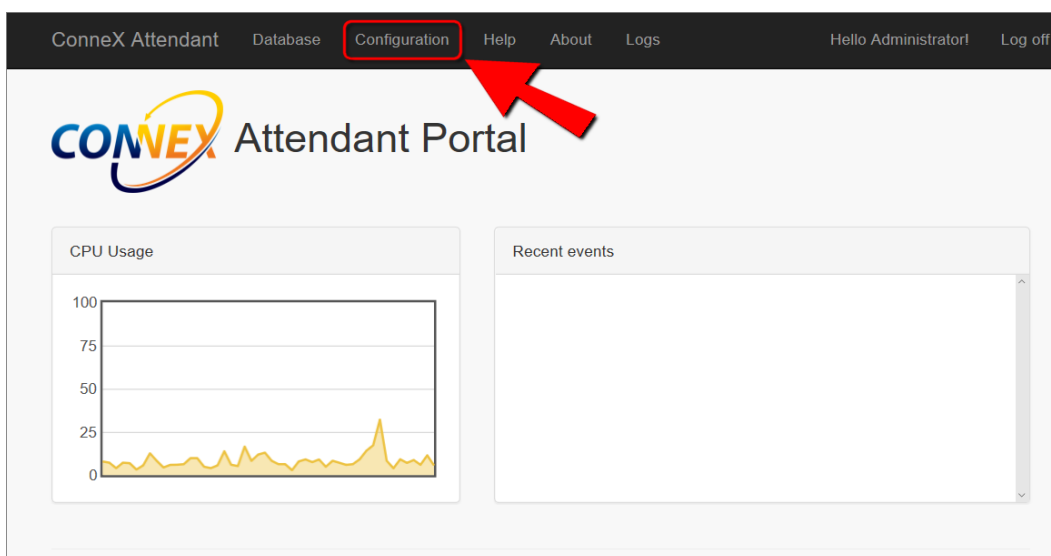 ConneX Attendant Database Configuration Help About Logs Hello Administrator! Log off
CONNEX Attendant Portal
CPU Usage
Recent events
100
75
50
25
0